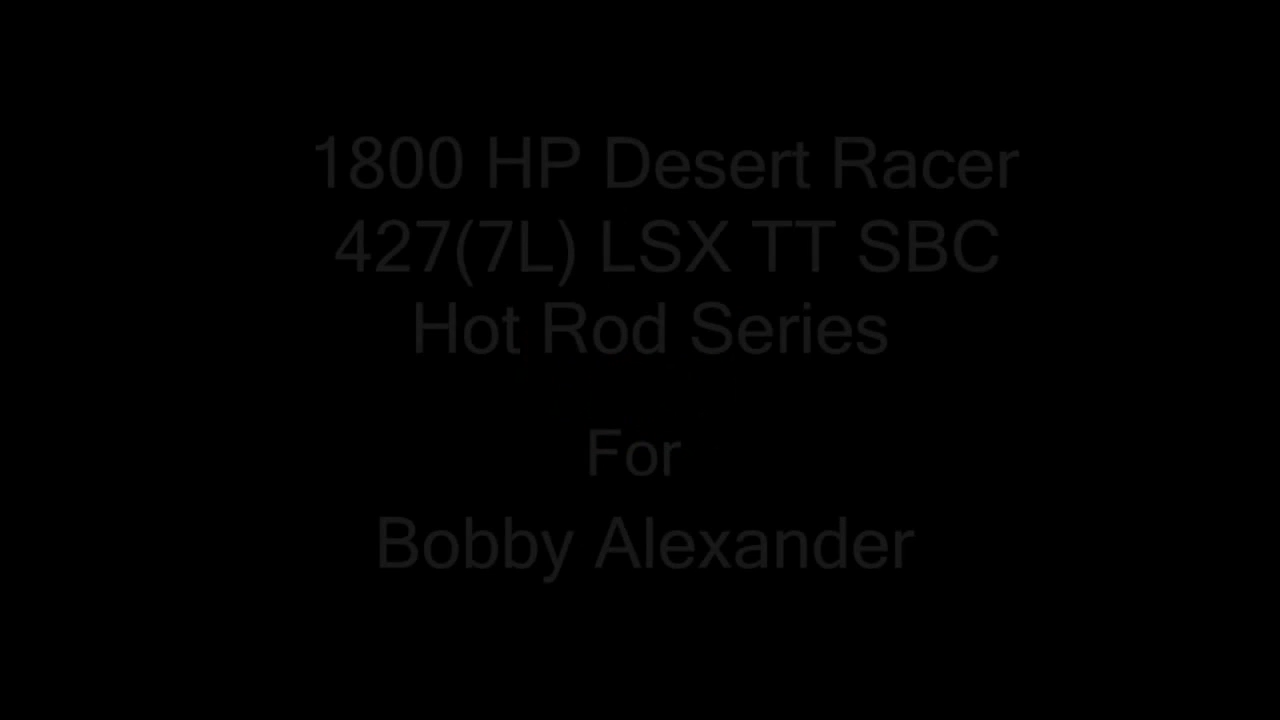 1800 HP Desert Racer
427(7L) LSX TT SBC
Hot Rod Series
For
Bobby Alexander